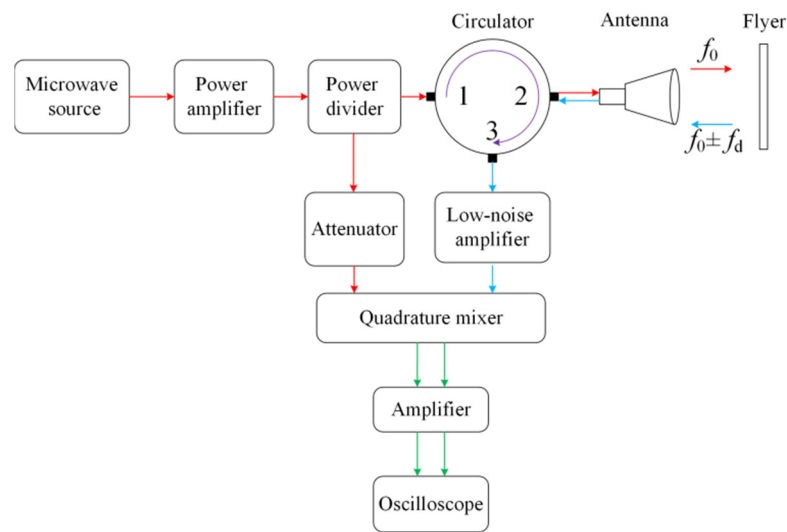 Circulator
Antenna
Flyer
Microwave
source
Power
amplifier
Power
divider
1
2
3
f₀
f₀± f_d
Attenuator
Low-noise
amplifier
Quadrature mixer
Amplifier
Oscilloscope